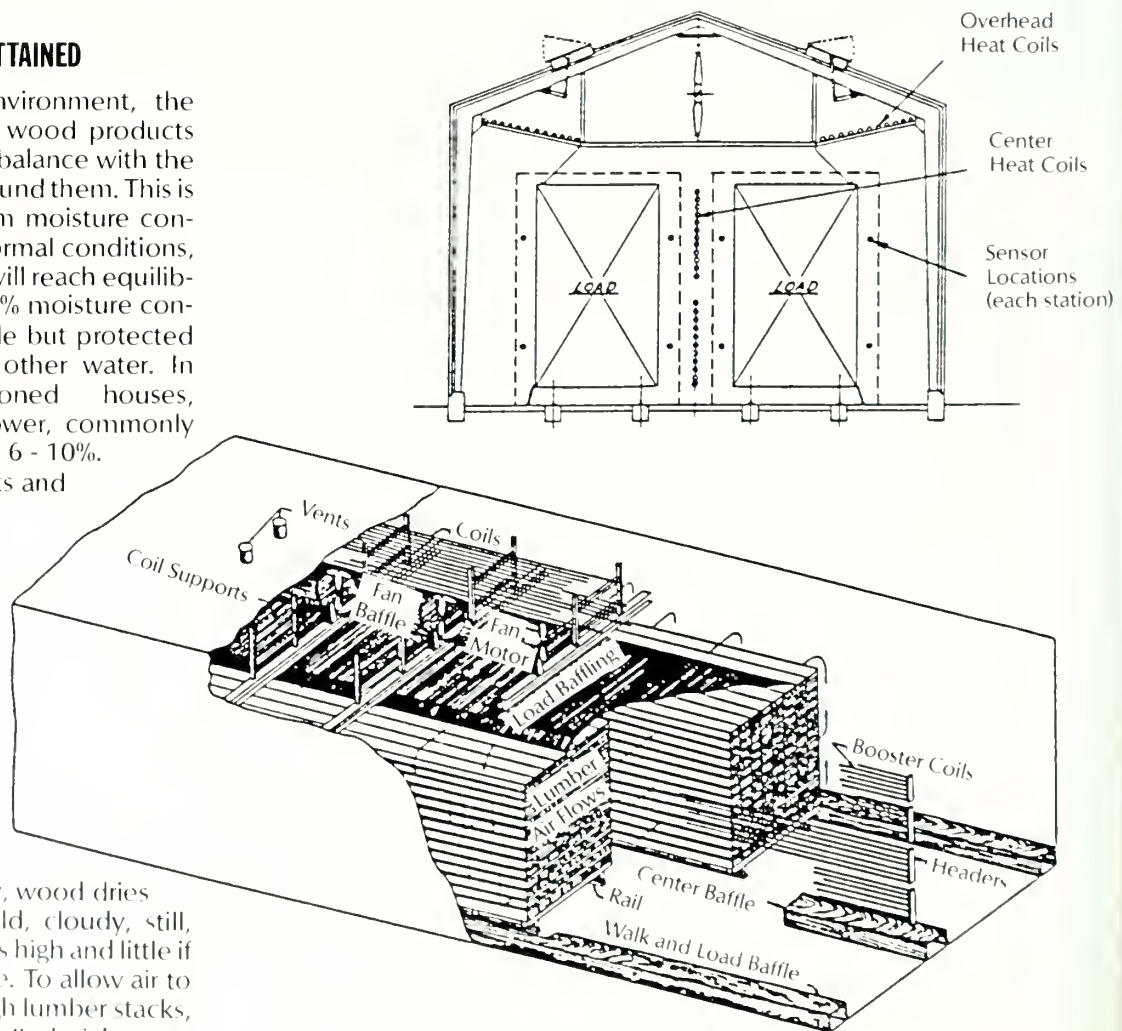 TTAINED
nvironment, the
wood products
balance with the
und them. This is
m moisture con-
ormal conditions,
will reach equilib-
% moisture con-
le but protected
other water. In
oned houses,
ower, commonly
6 - 10%.
ts and
, wood dries
ld, cloudy, still,
s high and little if
e. To allow air to
gh lumber stacks,
Overhead
Heat Coils
Center
Heat Coils
Sensor
Locations
(each station)
LOAD
LOAD
Vents
Coils
Coil Supports
Fan
Baffle
Fan
Motor
Load Baffling
Lumber
Air Flows
Booster Coils
Headers
Center Baffle
Rail
Walk and Load Baffle